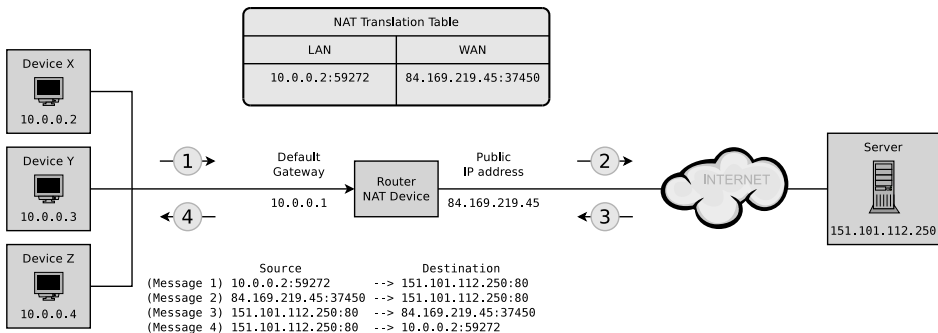 NAT Translation Table
LAN WAN
10.0.0.2:59272 84.169.219.45:37450
Device X
10.0.0.2
Device Y
10.0.0.3
Device Z
10.0.0.4
1
4
Default
Gateway
10.0.0.1
Router
NAT Device
Public
IP address
84.169.219.45
2
3
INTERNET
Server
151.101.112.250
Source Destination
(Message 1) 10.0.0.2:59272 --> 151.101.112.250:80
(Message 2) 84.169.219.45:37450 --> 151.101.112.250:80
(Message 3) 151.101.112.250:80 --> 84.169.219.45:37450
(Message 4) 151.101.112.250:80 --> 10.0.0.2:59272